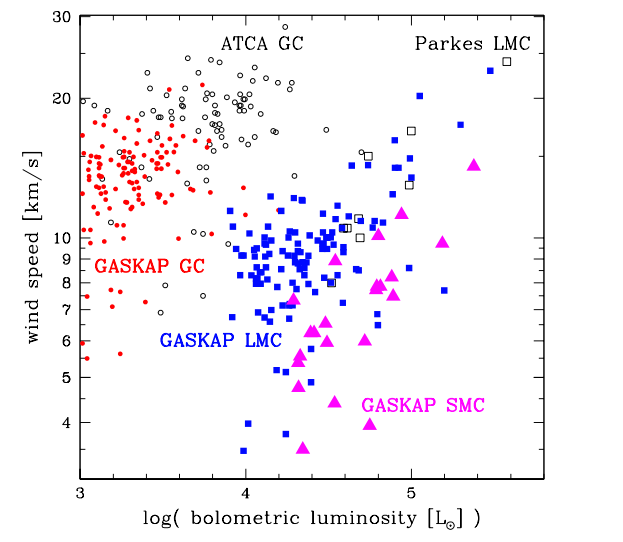 30
ATCA GC
Parkes LMC
20
wind speed [km/s]
10
9
GASKAP GC
8
7
GASKAP LMC
6
5
GASKAP SMC
4
3
4
5
log( bolometric luminosity [L⊙] )